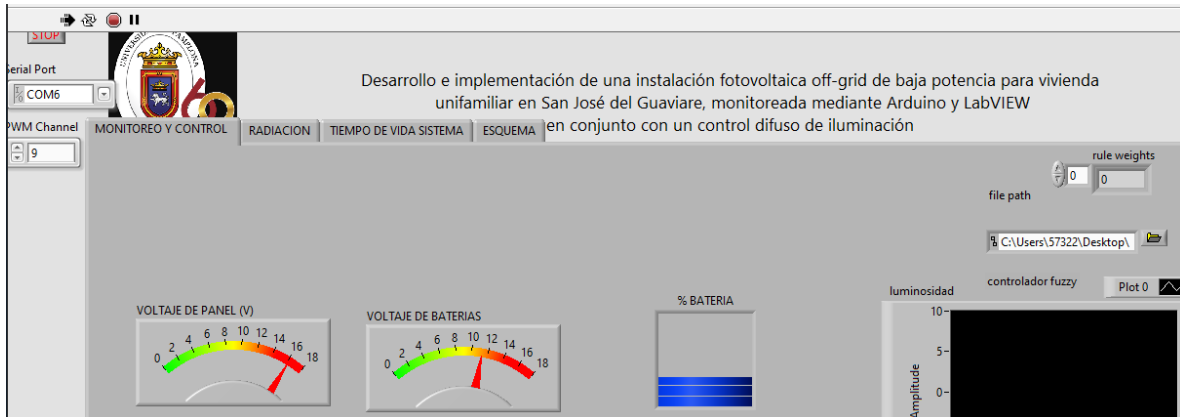 STOP
Serial Port
COM6
PWM Channel
9
UNIVERSIDAD PAMPLONA
60
Desarrollo e implementación de una instalación fotovoltaica off-grid de baja potencia para vivienda
unifamiliar en San José del Guaviare, monitoreada mediante Arduino y LabVIEW
en conjunto con un control difuso de iluminación
MONITOREO Y CONTROL RADIACION TIEMPO DE VIDA SISTEMA ESQUEMA
rule weights
0 0
file path
C:\Users\57322\Desktop\
controlador fuzzy
Plot 0
luminosidad
VOLTAJE DE PANEL (V)
0 2 4 6 8 10 12 14 16 18
VOLTAJE DE BATERIAS
0 2 4 6 8 10 12 14 16 18
% BATERIA
10
5
0
Amplitude